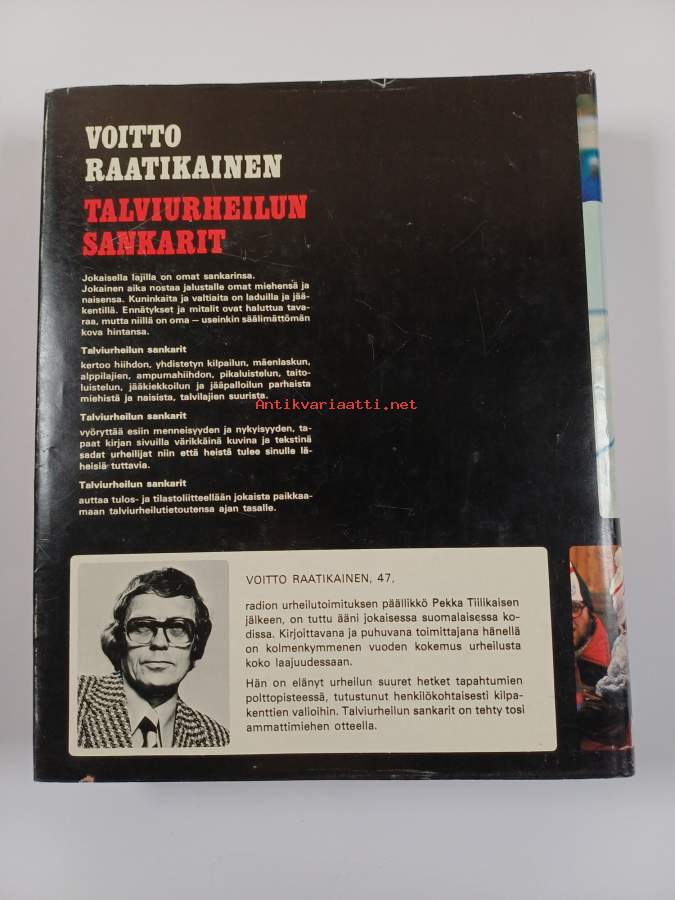 VOITTO
RAATIKAINEN
TALVIURHEILUN
SANKARIT
Jokaisella lajilla on omat sankarinsa.
Jokainen aika nostaa jalustalle omat miehensä ja
naisensa. Kuninkaita ja valtiaita on laduilla ja jää-
kentillä. Ennätykset ja mitalit ovat haluttua tava-
raa, mutta niillä on oma — useinkin säälimättömän
kova hintansa.
Talviurheilun sankarit
kertoo hiihdon, yhdistetyn kilpailun, mäenlaskun,
alppilajien, ampumahiihdon, pikaluistelun, taito-
luistelun, jääkiekkoilun ja jääpalloilun parhaista
miehistä ja naisista, talvilajien suurista.
Antikvariaatti.net
Talviurheilun sankarit
vyöryttää esiin menneisyyden ja nykyisyyden, ta-
paat kirjan sivuilla värikkäinä kuvina ja tekstinä
sadat urheilijat niin että heistä tulee sinulle lä-
heisiä tuttavia.
Talviurheilun sankarit
auttaa tulos- ja tilastoliitteellään jokaista paikkaa-
maan talviurheilutietoutensa ajan tasalle.
VOITTO RAATIKAINEN, 47,
radion urheilutoimituksen päällikkö Pekka Tiilikaisen
jälkeen, on tuttu ääni jokaisessa suomalaisessa ko-
dissa. Kirjoittavana ja puhuvana toimittajana hänellä
on kolmenkymmenen vuoden kokemus urheilusta
koko laajuudessaan.
Hän on elänyt urheilun suuret hetket tapahtumien
polttopisteessä, tutustunut henkilökohtaisesti kilpa-
kenttien valioihin. Talviurheilun sankarit on tehty tosi
ammattimiehen otteella.